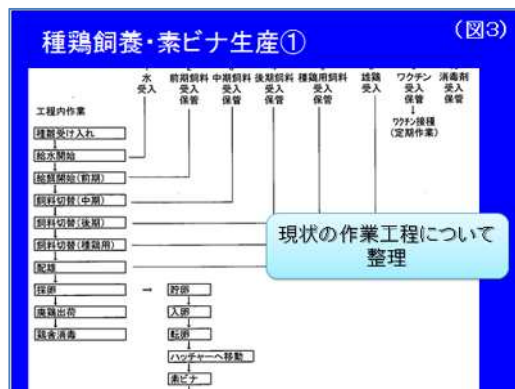 種鶏飼養・素ビナ生産①
(図3)
水 前期飼料 中期飼料 後期飼料 種鶏用飼料 雄鶏 ワクチン 消毒剤
受入 受入 受入 受入 受入 受入 受入 受入
保管 保管 保管 保管 保管 保管
ワクチン接種
(定期作業)
工程内作業
種雛受け入れ
給水開始
給餌開始(前期)
飼料切替(中期)
飼料切替(後期)
飼料切替(種鶏用)
配雄
採卵 → 貯卵
廃鶏出荷 入卵
鶏舎消毒 転卵
ハッチャーへ移動
素ビナ
現状の作業工程について
整理